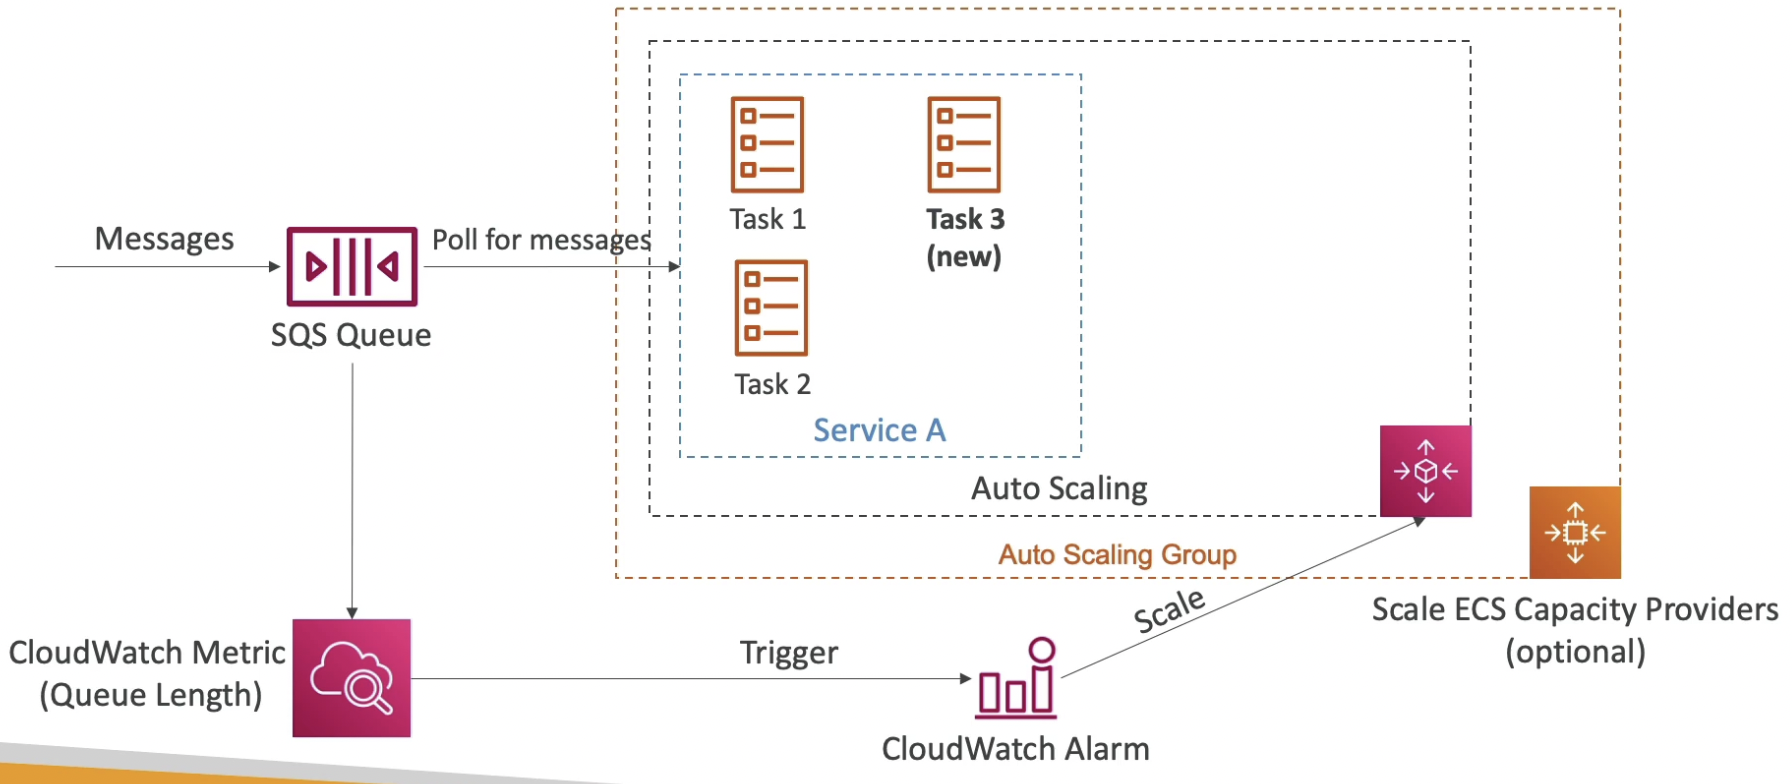 Messages
SQS Queue
Poll for messages
Task 1
Task 3
(new)
Task 2
Service A
Auto Scaling
Auto Scaling Group
Scale ECS Capacity Providers
(optional)
CloudWatch Metric
(Queue Length)
Trigger
CloudWatch Alarm
Scale